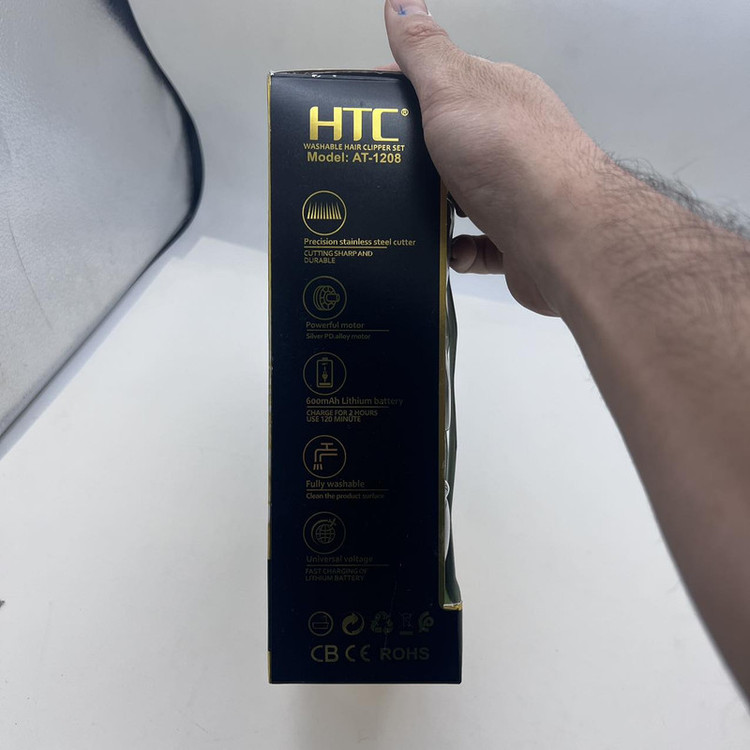 HTC®
WASHABLE HAIR CLIPPER SET
Model: AT-1208
Precision stainless steel cutter
CUTTING SHARP AND
DURABLE
Powerful motor
Silver PD.alloy motor
600mAh Lithium battery
CHARGE FOR 2 HOURS
USE 120 MINUTE
Fully washable
Clean the product surface
Universal voltage
FAST CHARGING OF
LITHIUM BATTERY
CB CE ROHS